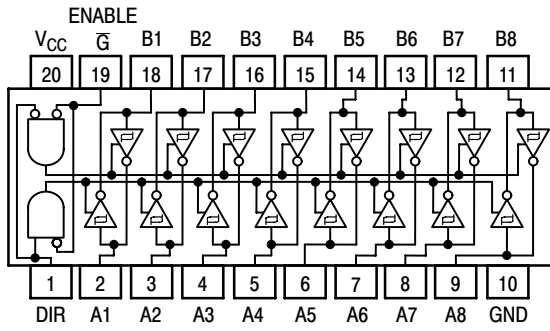 ENABLE
VCC G B1 B2 B3 B4 B5 B6 B7 B8
20 19 18 17 16 15 14 13 12 11
1 2 3 4 5 6 7 8 9 10
DIR A1 A2 A3 A4 A5 A6 A7 A8 GND